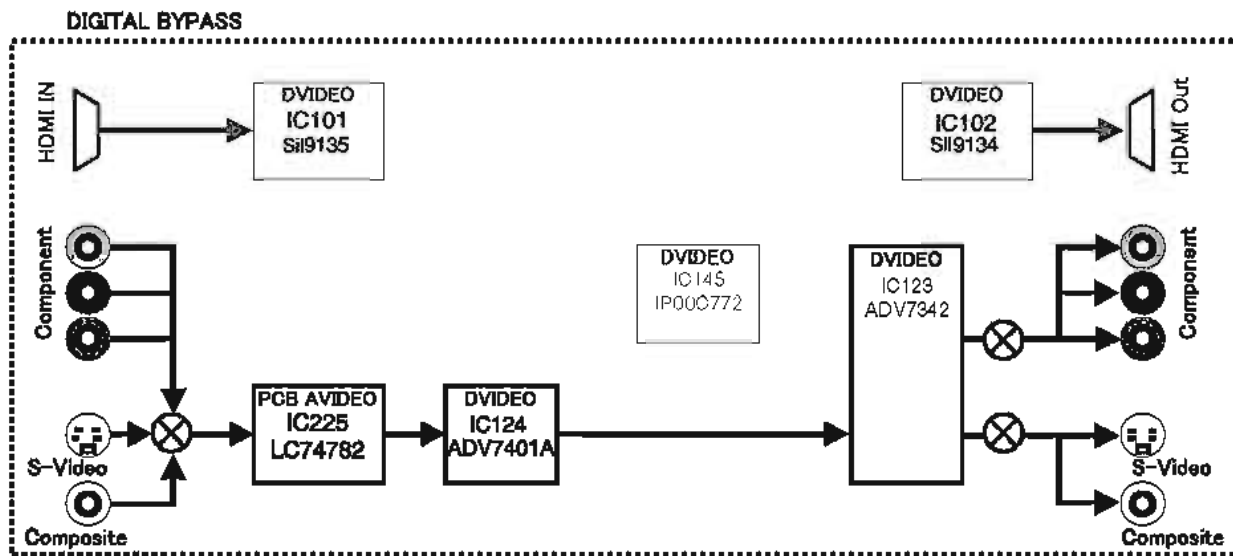 DIGITAL BYPASS
HDMI IN
DVIDEO
IC101
SiI9135
DVIDEO
IC102
SiI9134
HDMI Out
Component
DVIDEO
IC145
IP00C772
DVIDEO
IC123
ADV7342
Component
PCB AVIDEO
IC225
LC74782
DVIDEO
IC124
ADV7401A
S-Video
S-Video
Composite
Composite